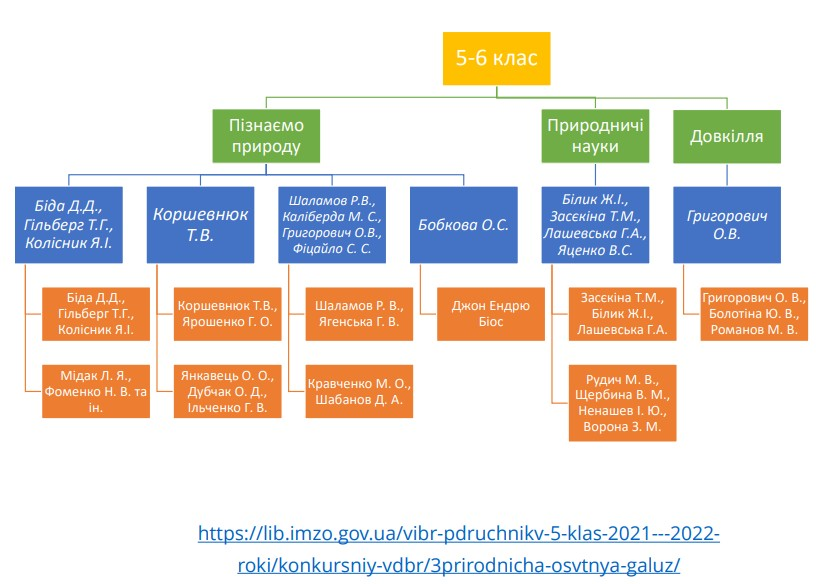 5-6 клас
Пізнаємо
природу
Природничі
науки
Довкілля
Біда Д.Д.,
Гільберг Т.Г.,
Колісник Я.І.
Коршевнюк
Т.В.
Шаламов Р.В.,
Каліберда М. С.,
Григорович О.В.,
Фіцайло С. С.
Бобкова О.С.
Білик Ж.І.,
Засєкіна Т.М.,
Лашевська Г.А.,
Яценко В.С.
Григорович
О.В.
Біда Д.Д.,
Гільберг Т.Г.,
Колісник Я.І.
Коршевнюк Т.В.,
Ярошенко Г. О.
Шаламов Р. В.,
Ягенська Г. В.
Джон Ендрю
Біос
Засєкіна Т.М.,
Білик Ж.І.,
Лашевська Г.А.
Григорович О. В.,
Болотіна Ю. В.,
Романов М. В.
Мідак Л. Я.,
Фоменко Н. В. та
ін.
Янкавець О. О.,
Дубчак О. Д.,
Ільченко Г. В.
Кравченко М. О.,
Шабанов Д. А.
Рудич М. В.,
Щербина В. М.,
Ненашев І. Ю.,
Ворона З. М.
https://lib.imzo.gov.ua/vibr-pdruchnikv-5-klas-2021---2022-
roki/konkursniy-vdbr/3prirodnicha-osvtnya-galuz/